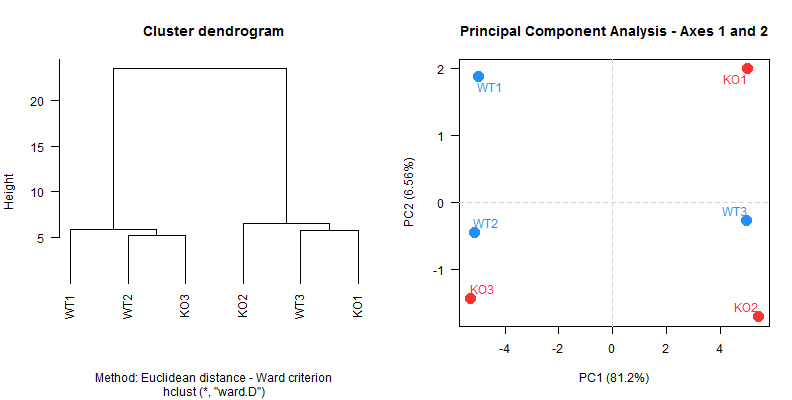 Cluster dendrogram
Height
20
15
10
5
WT1
WT2
KO3
KO2
WT3
KO1
Method: Euclidean distance - Ward criterion
hclust (*, "ward.D")
Principal Component Analysis - Axes 1 and 2
PC2 (6.56%)
2
1
0
-1
WT1
KO1
WT2
WT3
KO3
KO2
-4
-2
0
2
4
PC1 (81.2%)